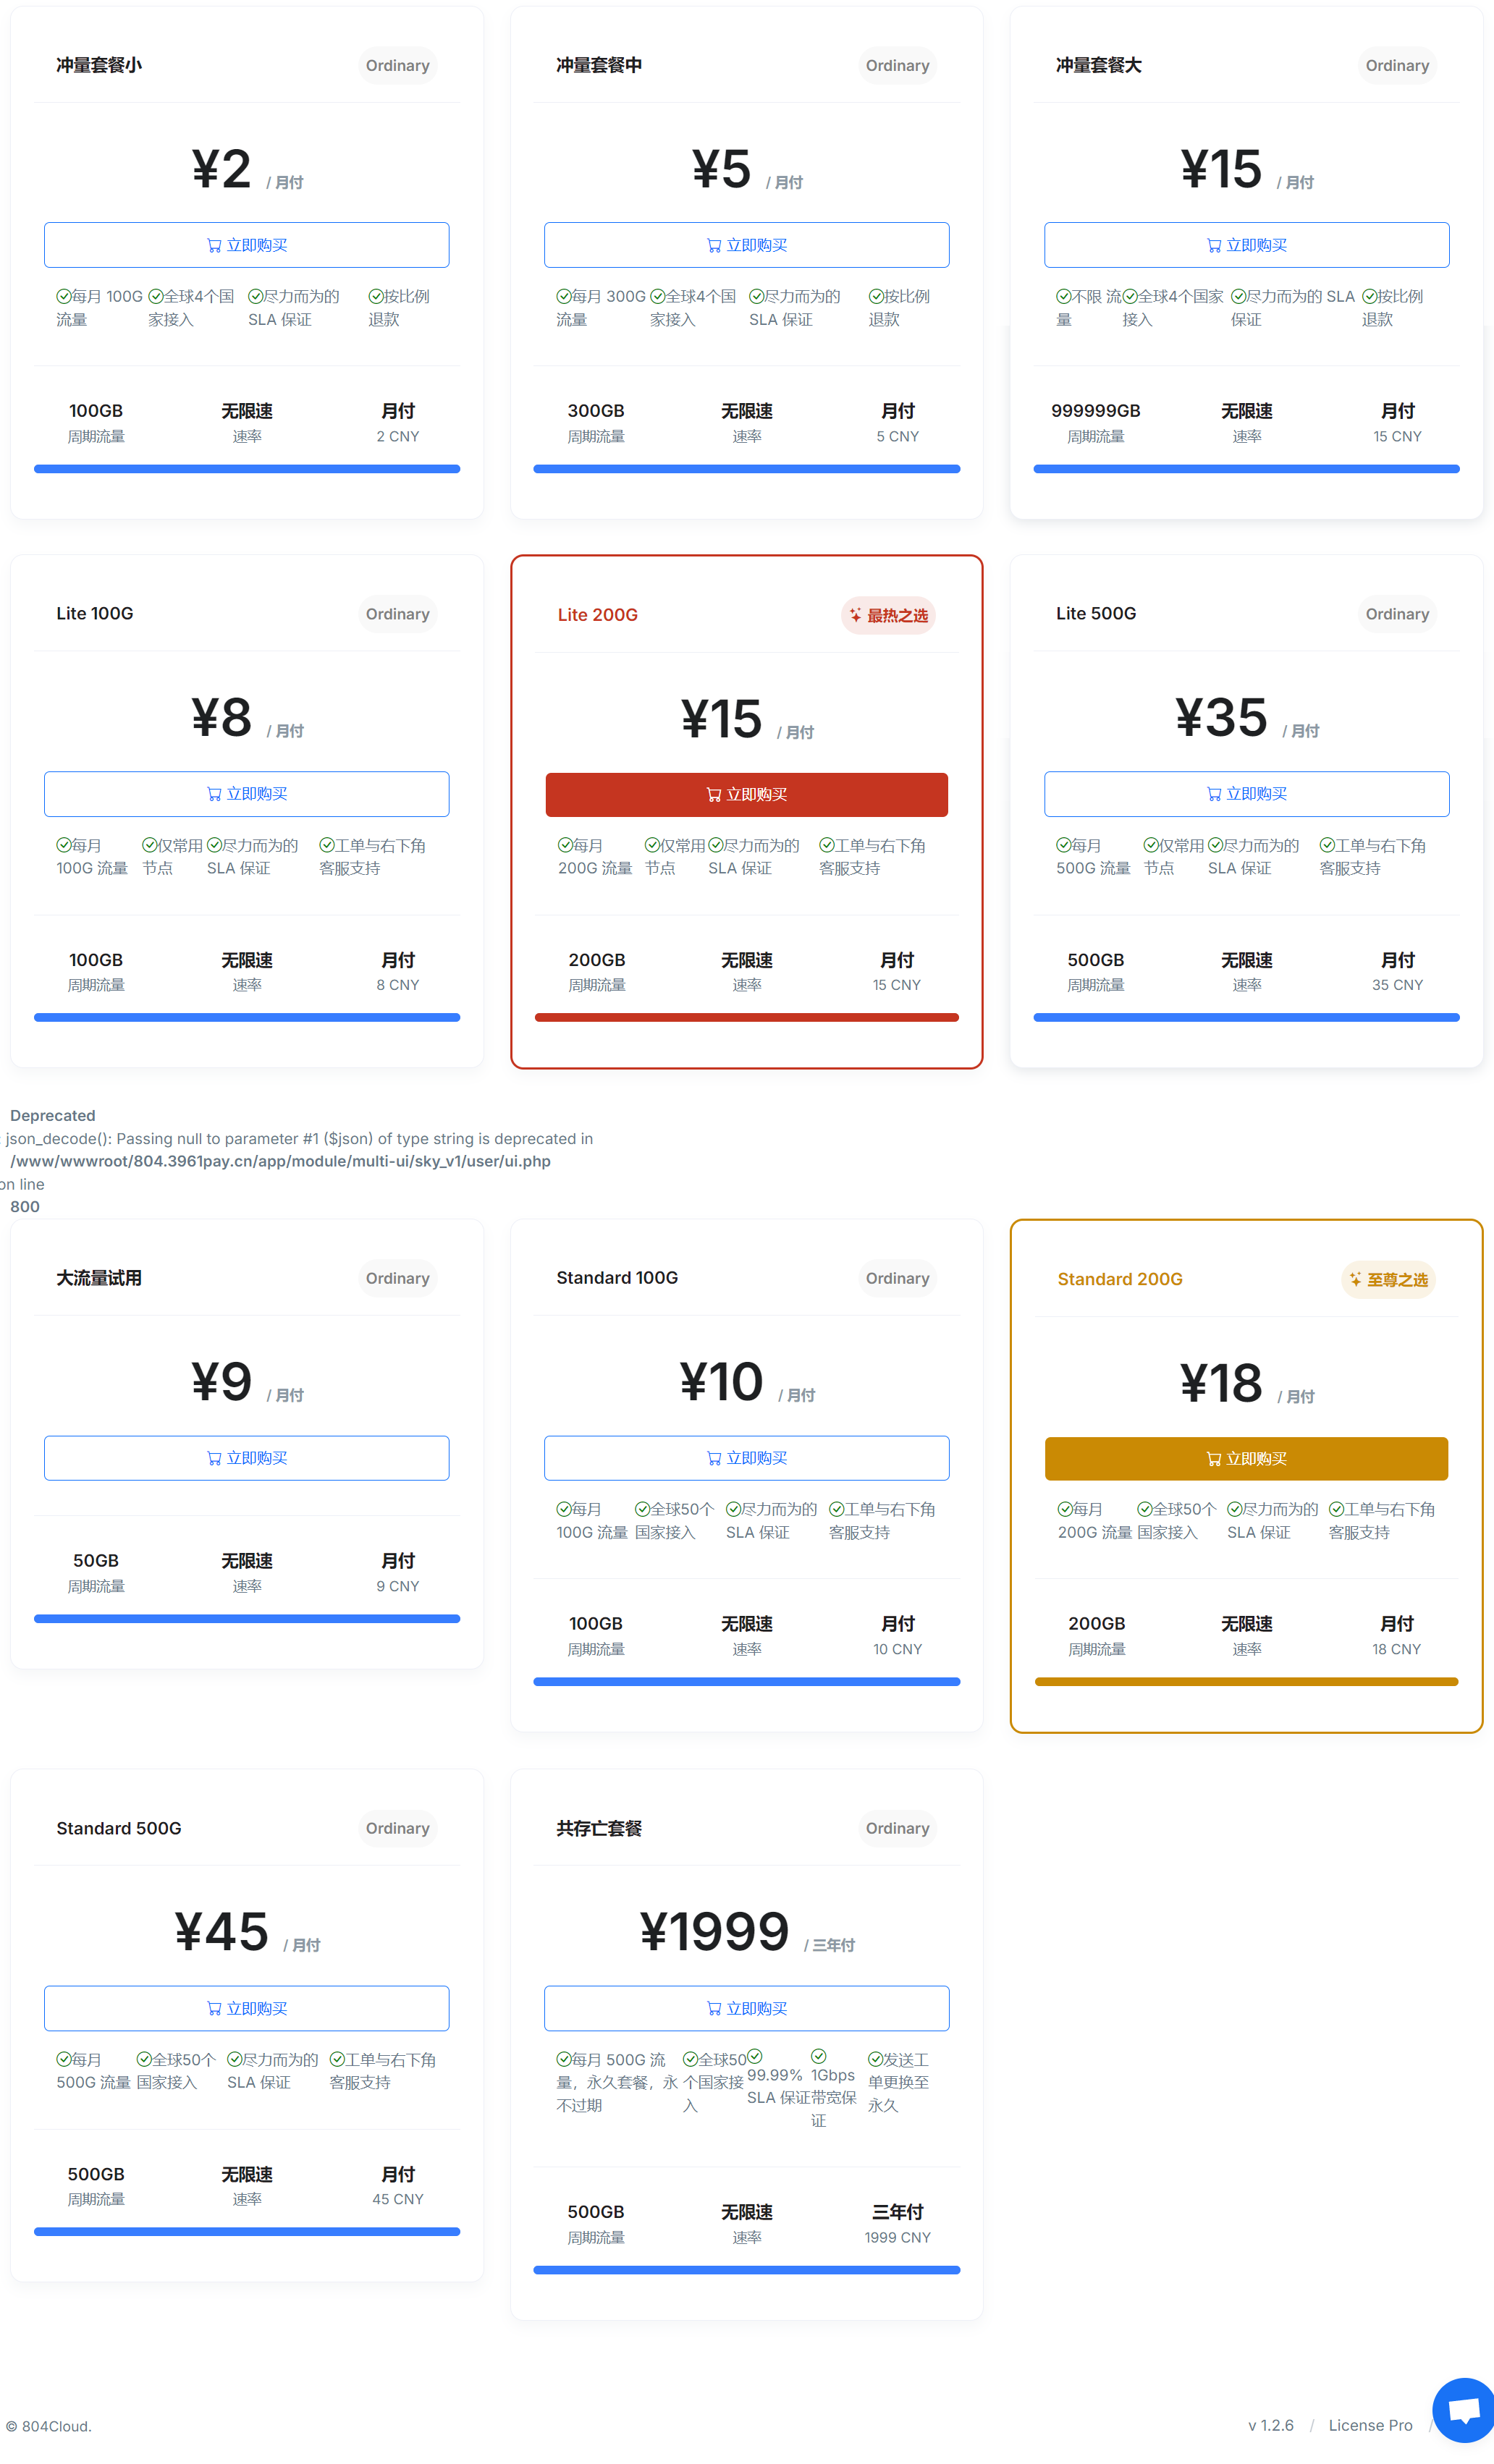 冲量套餐小
Ordinary
¥2 / 月付
立即购买
每月 100G 流量
全球4个国家接入
尽力而为的 SLA 保证
按比例退款
100GB
周期流量
无限速
速率
月付
2 CNY
冲量套餐中
Ordinary
¥5 / 月付
立即购买
每月 300G 流量
全球4个国家接入
尽力而为的 SLA 保证
按比例退款
300GB
周期流量
无限速
速率
月付
5 CNY
冲量套餐大
Ordinary
¥15 / 月付
立即购买
不限 流量
全球4个国家接入
尽力而为的 SLA 保证
按比例退款
999999GB
周期流量
无限速
速率
月付
15 CNY
Lite 100G
Ordinary
¥8 / 月付
立即购买
每月 100G 流量
仅常用节点
尽力而为的 SLA 保证
工单与右下角客服支持
100GB
周期流量
无限速
速率
月付
8 CNY
Lite 200G
最热之选
¥15 / 月付
立即购买
每月 200G 流量
仅常用节点
尽力而为的 SLA 保证
工单与右下角客服支持
200GB
周期流量
无限速
速率
月付
15 CNY
Lite 500G
Ordinary
¥35 / 月付
立即购买
每月 500G 流量
仅常用节点
尽力而为的 SLA 保证
工单与右下角客服支持
500GB
周期流量
无限速
速率
月付
35 CNY
Deprecated
: json_decode(): Passing null to parameter #1 ($json) of type string is deprecated in
/www/wwwroot/804.3961pay.cn/app/module/multi-ui/sky_v1/user/ui.php
on line
800
大流量试用
Ordinary
¥9 / 月付
立即购买
50GB
周期流量
无限速
速率
月付
9 CNY
Standard 100G
Ordinary
¥10 / 月付
立即购买
每月 100G 流量
全球50个国家接入
尽力而为的 SLA 保证
工单与右下角客服支持
100GB
周期流量
无限速
速率
月付
10 CNY
Standard 200G
至尊之选
¥18 / 月付
立即购买
每月 200G 流量
全球50个国家接入
尽力而为的 SLA 保证
工单与右下角客服支持
200GB
周期流量
无限速
速率
月付
18 CNY
Standard 500G
Ordinary
¥45 / 月付
立即购买
每月 500G 流量
全球50个国家接入
尽力而为的 SLA 保证
工单与右下角客服支持
500GB
周期流量
无限速
速率
月付
45 CNY
共存亡套餐
Ordinary
¥1999 / 三年付
立即购买
每月 500G 流量，永久套餐，永不过期
全球50个国家接入
99.99% SLA 保证
1Gbps 带宽保证
发送工单更换至永久
500GB
周期流量
无限速
速率
三年付
1999 CNY
© 804Cloud.
v 1.2.6 / License Pro /